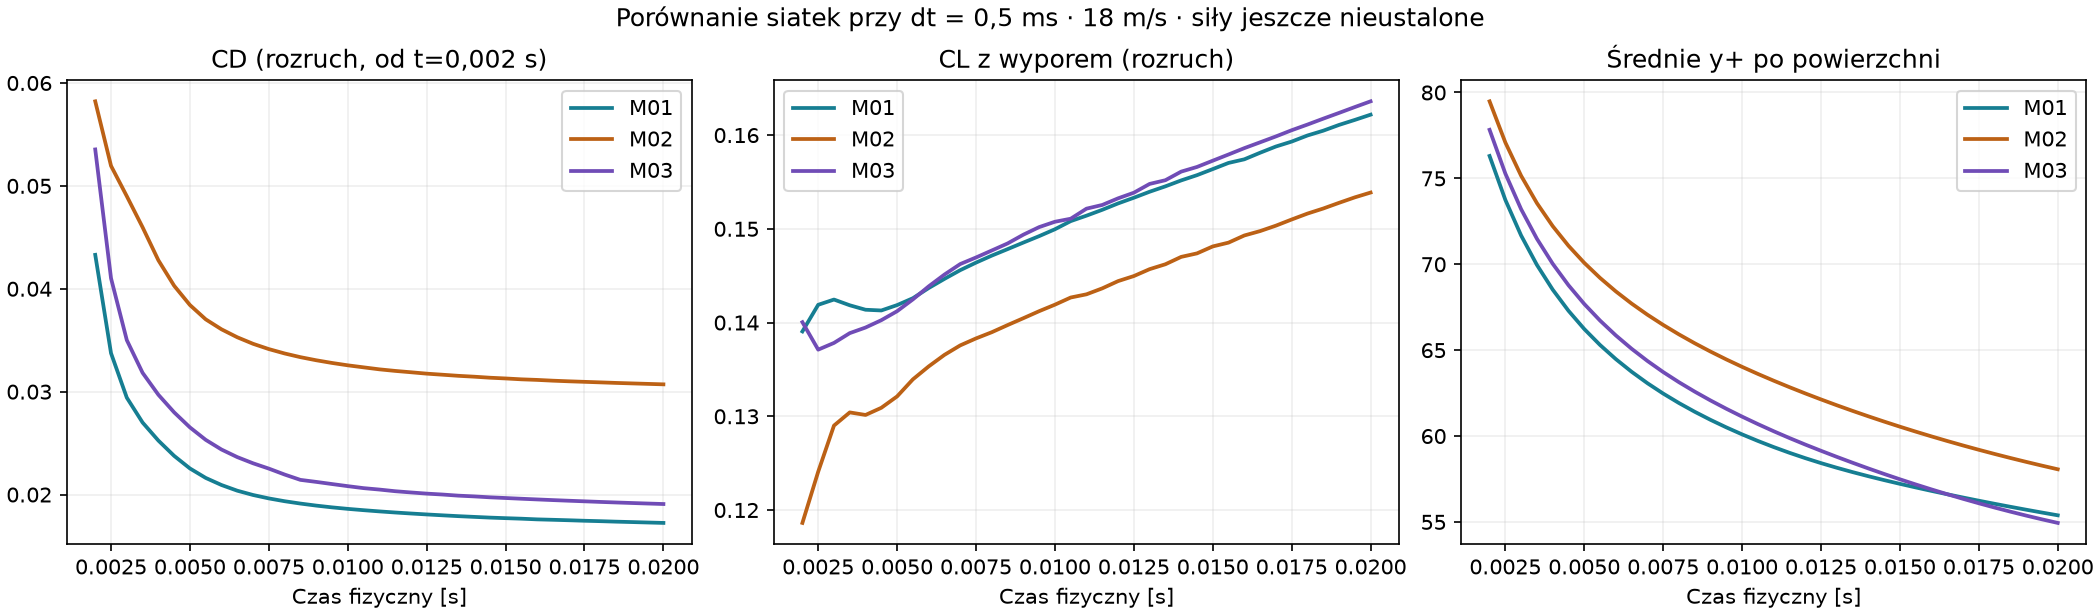 Porównanie siatek przy dt = 0,5 ms · 18 m/s · siły jeszcze nieustalone
CD (rozruch, od t=0,002 s)
0.06
0.05
0.04
0.03
0.02
M01
M02
M03
0.0025 0.0050 0.0075 0.0100 0.0125 0.0150 0.0175 0.0200
Czas fizyczny [s]
CL z wyporem (rozruch)
0.16
0.15
0.14
0.13
0.12
M01
M02
M03
0.0025 0.0050 0.0075 0.0100 0.0125 0.0150 0.0175 0.0200
Czas fizyczny [s]
Średnie y+ po powierzchni
80
75
70
65
60
55
M01
M02
M03
0.0025 0.0050 0.0075 0.0100 0.0125 0.0150 0.0175 0.0200
Czas fizyczny [s]